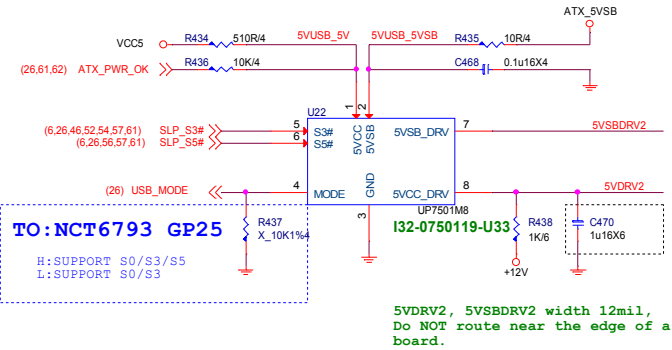 ATX_5VSB
VCC5 R434 510R/4 5VUSB_5V 5VUSB_5VSB R435 10R/4
(26,61,62) ATX_PWR_OK R436 10K/4 C468 0.1u16X4
U22
1 2
(6,26,46,52,54,57,61) SLP_S3# 5 S3# 5VCC 5VSB 5VSB_DRV 7 5VSBDRV2
(6,26,56,57,61) SLP_S5# 6 S5#
(26) USB_MODE 4 MODE GND 5VCC_DRV 8 5VDRV2
3
UP7501M8
I32-0750119-U33
R437
X_10K1%4
R438
1K/6
+12V
C470
1u16X6
TO:NCT6793 GP25
H:SUPPORT S0/S3/S5
L:SUPPORT S0/S3
5VDRV2, 5VSBDRV2 width 12mil,
Do NOT route near the edge of a
board.